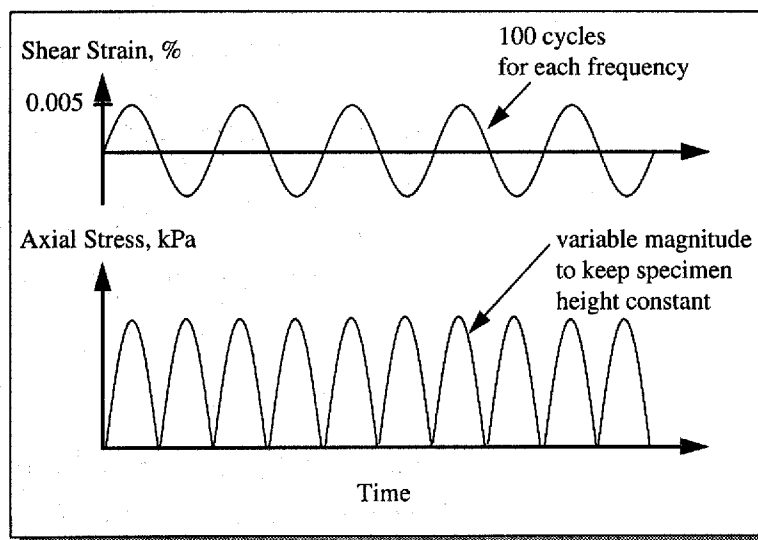 Shear Strain, %
100 cycles
for each frequency
0.005
Axial Stress, kPa
variable magnitude
to keep specimen
height constant
Time